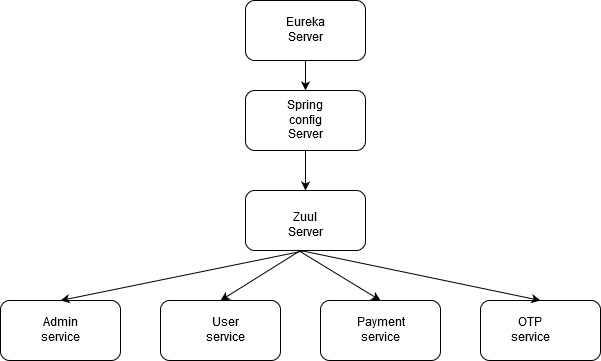 Eureka
Server
Spring
config
Server
Zuul
Server
Admin
service
User
service
Payment
service
OTP
service